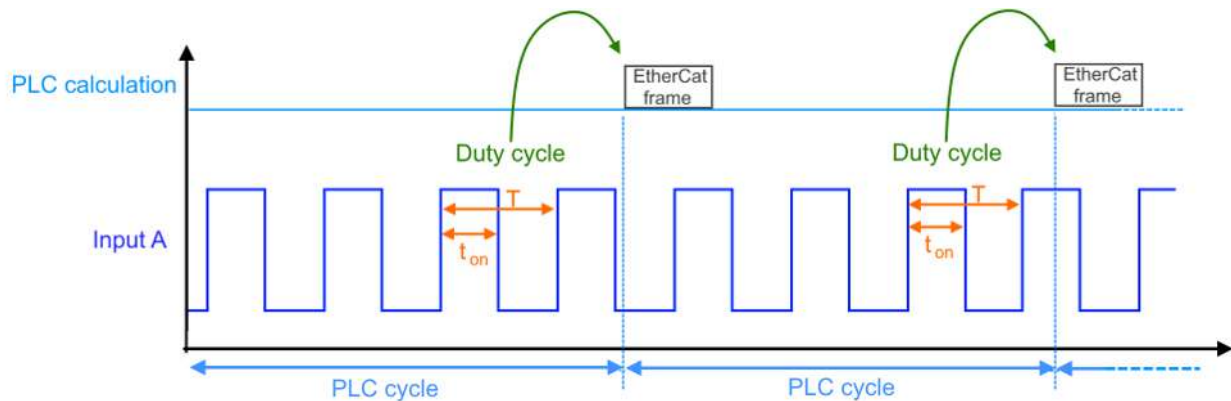 PLC calculation
EtherCat
frame
EtherCat
frame
Duty cycle
Duty cycle
T
T
Input A
t on
t on
PLC cycle
PLC cycle